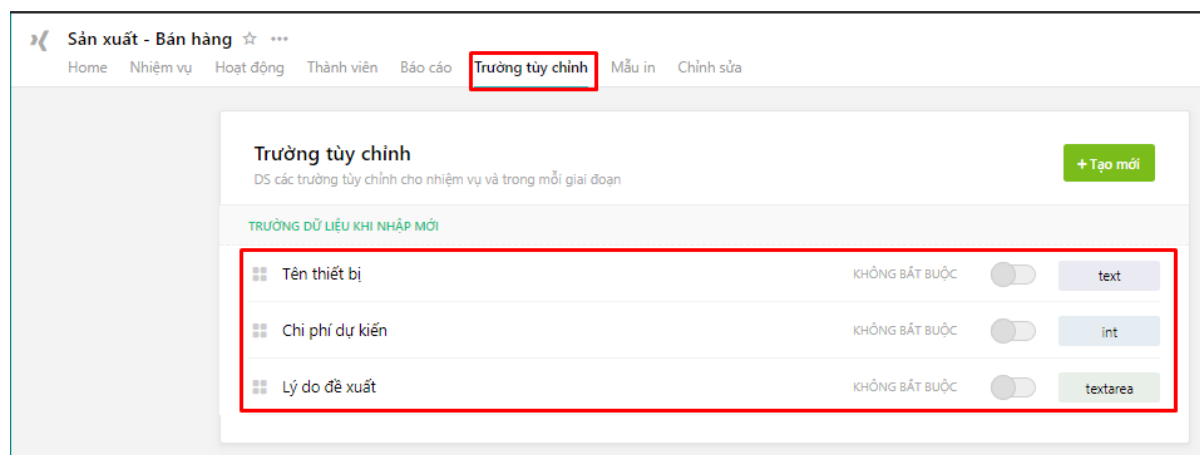 Sản xuất - Bán hàng
Home Nhiệm vụ Hoạt động Thành viên Báo cáo Trường tùy chỉnh Mẫu in Chỉnh sửa
Trường tùy chỉnh
+ Tạo mới
DS các trường tùy chỉnh cho nhiệm vụ và trong mỗi giai đoạn
TRƯỜNG DỮ LIỆU KHI NHẬP MỚI
Tên thiết bị KHÔNG BẮT BUỘC text
Chi phí dự kiến KHÔNG BẮT BUỘC int
Lý do đề xuất KHÔNG BẮT BUỘC textarea